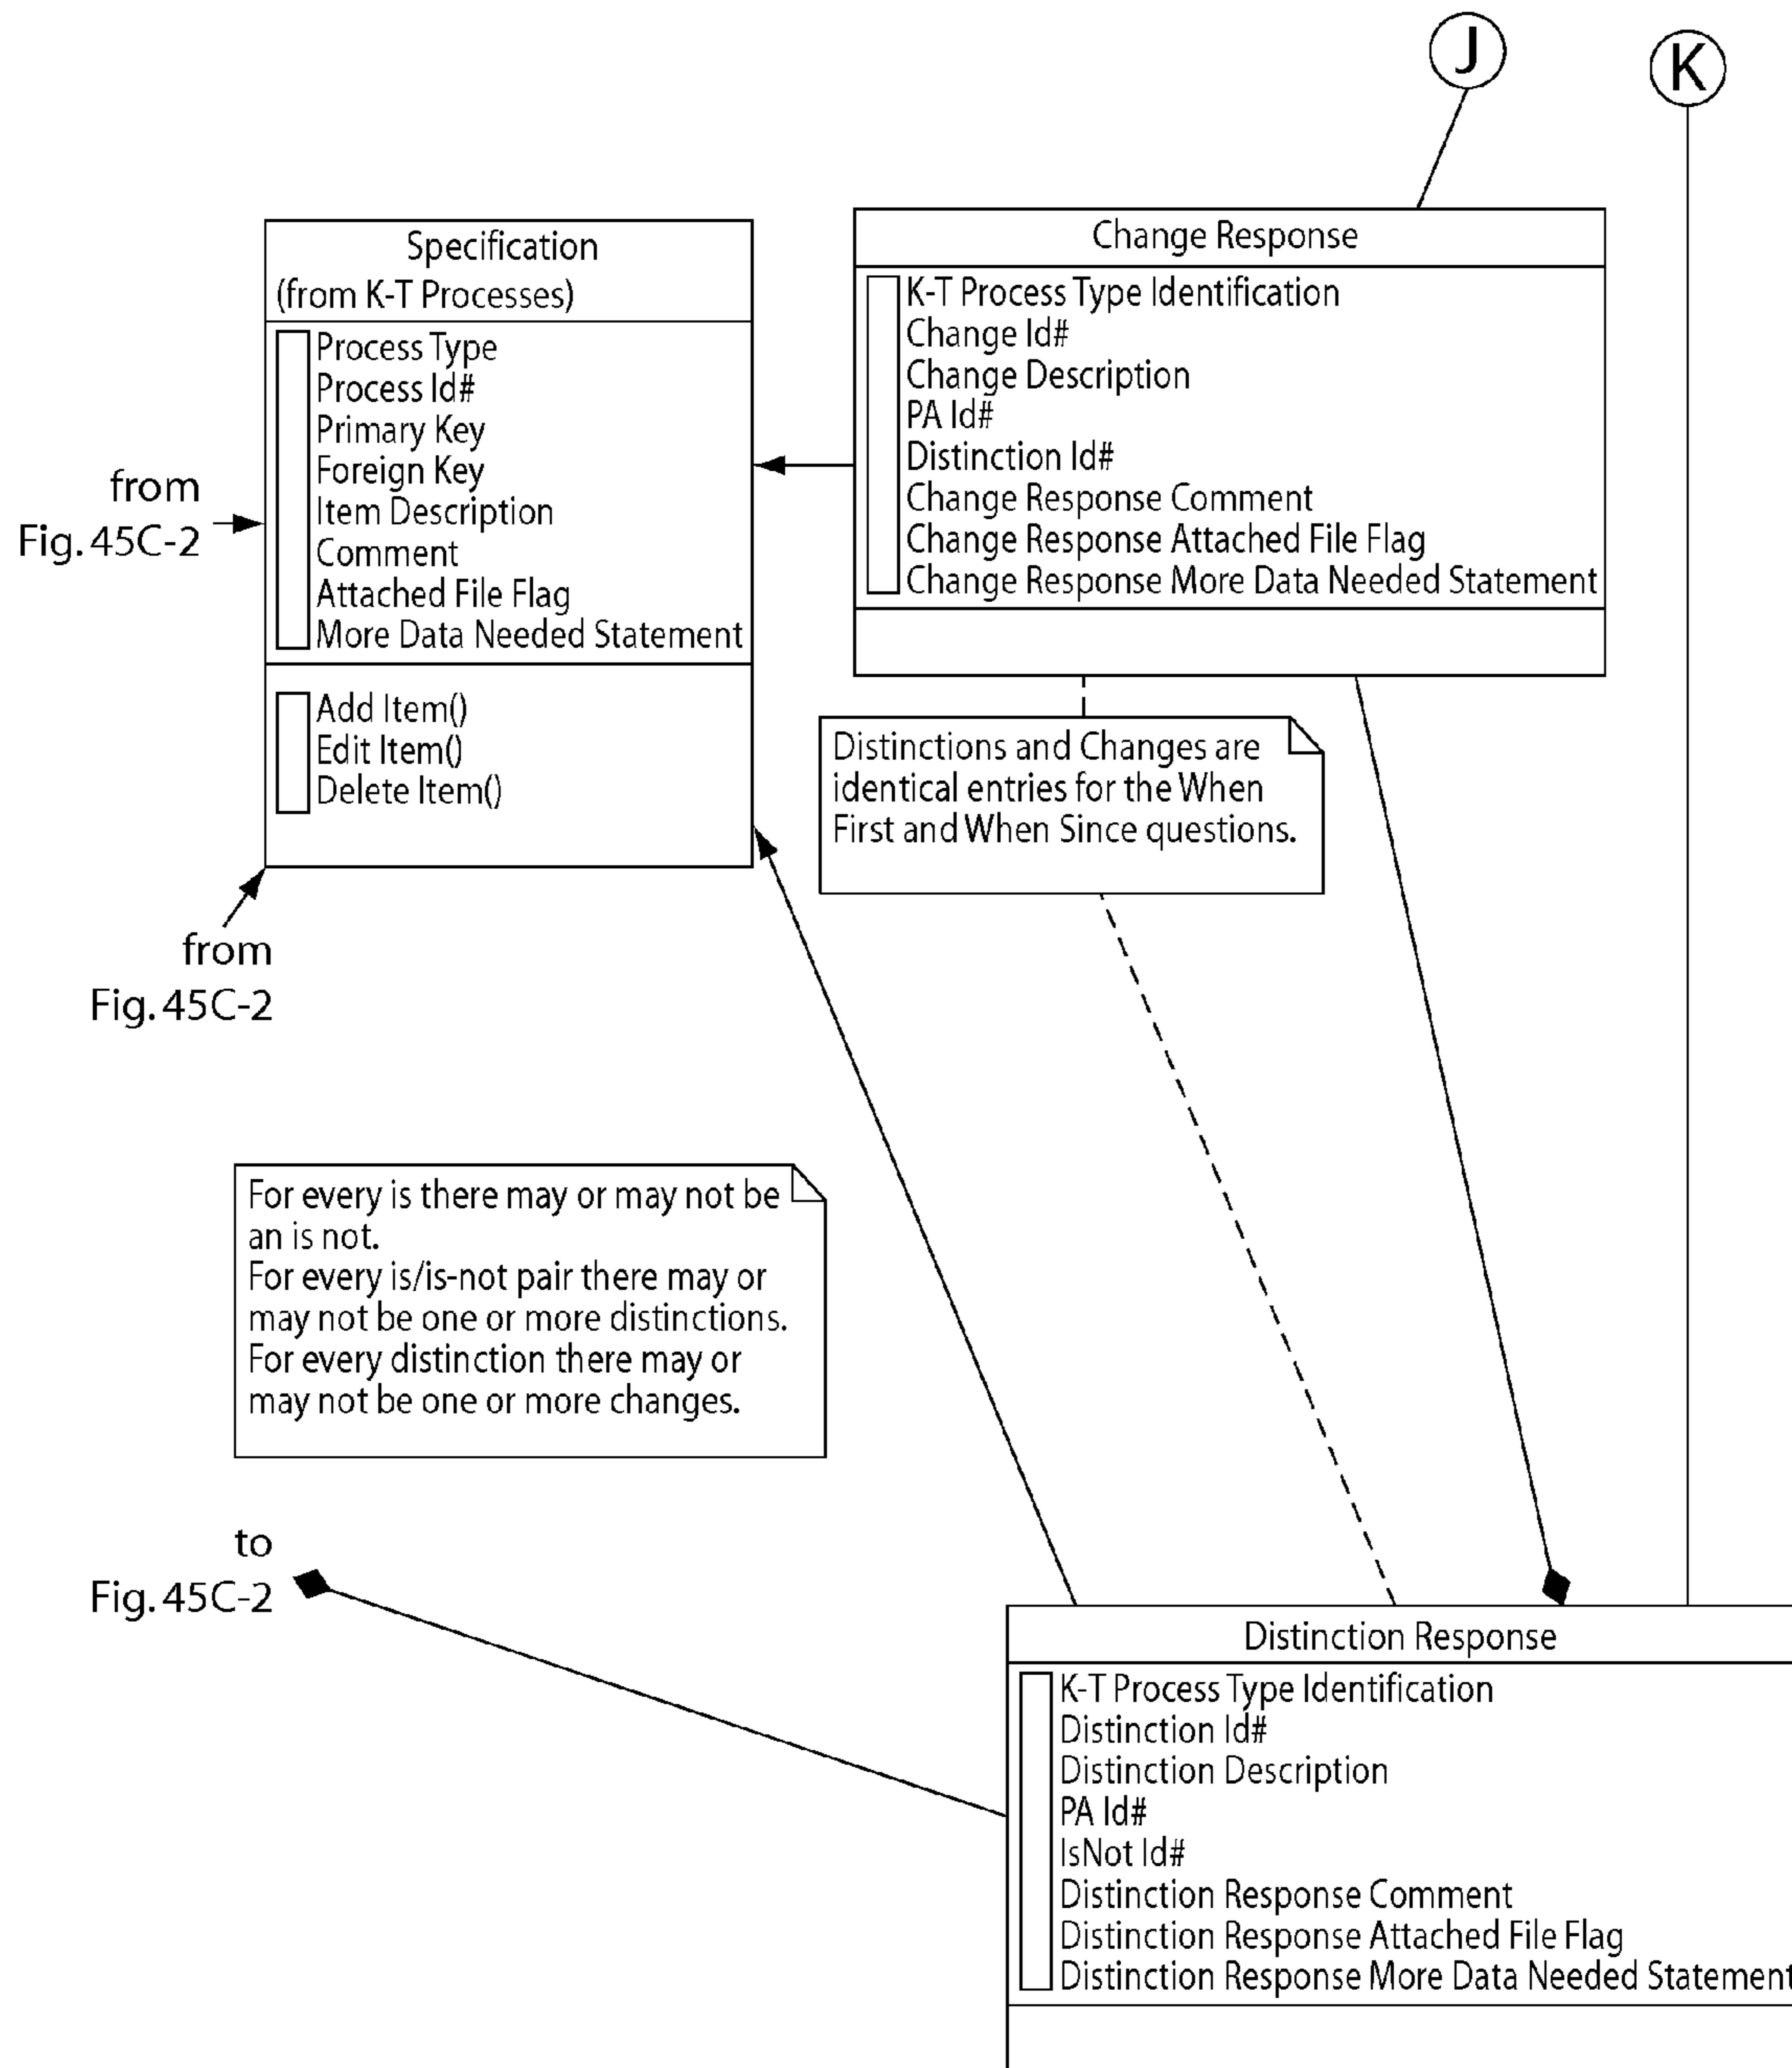 J
K
Specification
(from K-T Processes)
Process Type
Process Id#
Primary Key
Foreign Key
Item Description
Comment
Attached File Flag
More Data Needed Statement
Add Item()
Edit Item()
Delete Item()
from
Fig. 45C-2
from
Fig. 45C-2
Change Response
K-T Process Type Identification
Change Id#
Change Description
PA Id#
Distinction Id#
Change Response Comment
Change Response Attached File Flag
Change Response More Data Needed Statement
Distinctions and Changes are
identical entries for the When
First and When Since questions.
For every is there may or may not be
an is not.
For every is/is-not pair there may or
may not be one or more distinctions.
For every distinction there may or
may not be one or more changes.
to
Fig. 45C-2
Distinction Response
K-T Process Type Identification
Distinction Id#
Distinction Description
PA Id#
IsNot Id#
Distinction Response Comment
Distinction Response Attached File Flag
Distinction Response More Data Needed Statement